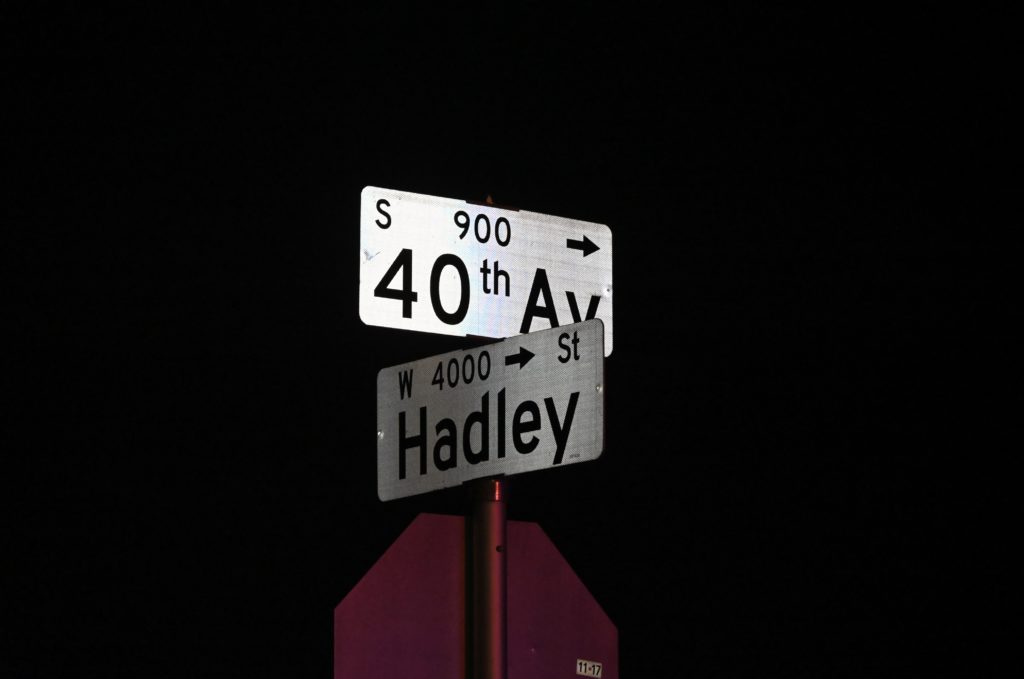 S 900 →
40th Av
W 4000 → St
Hadley
11-17